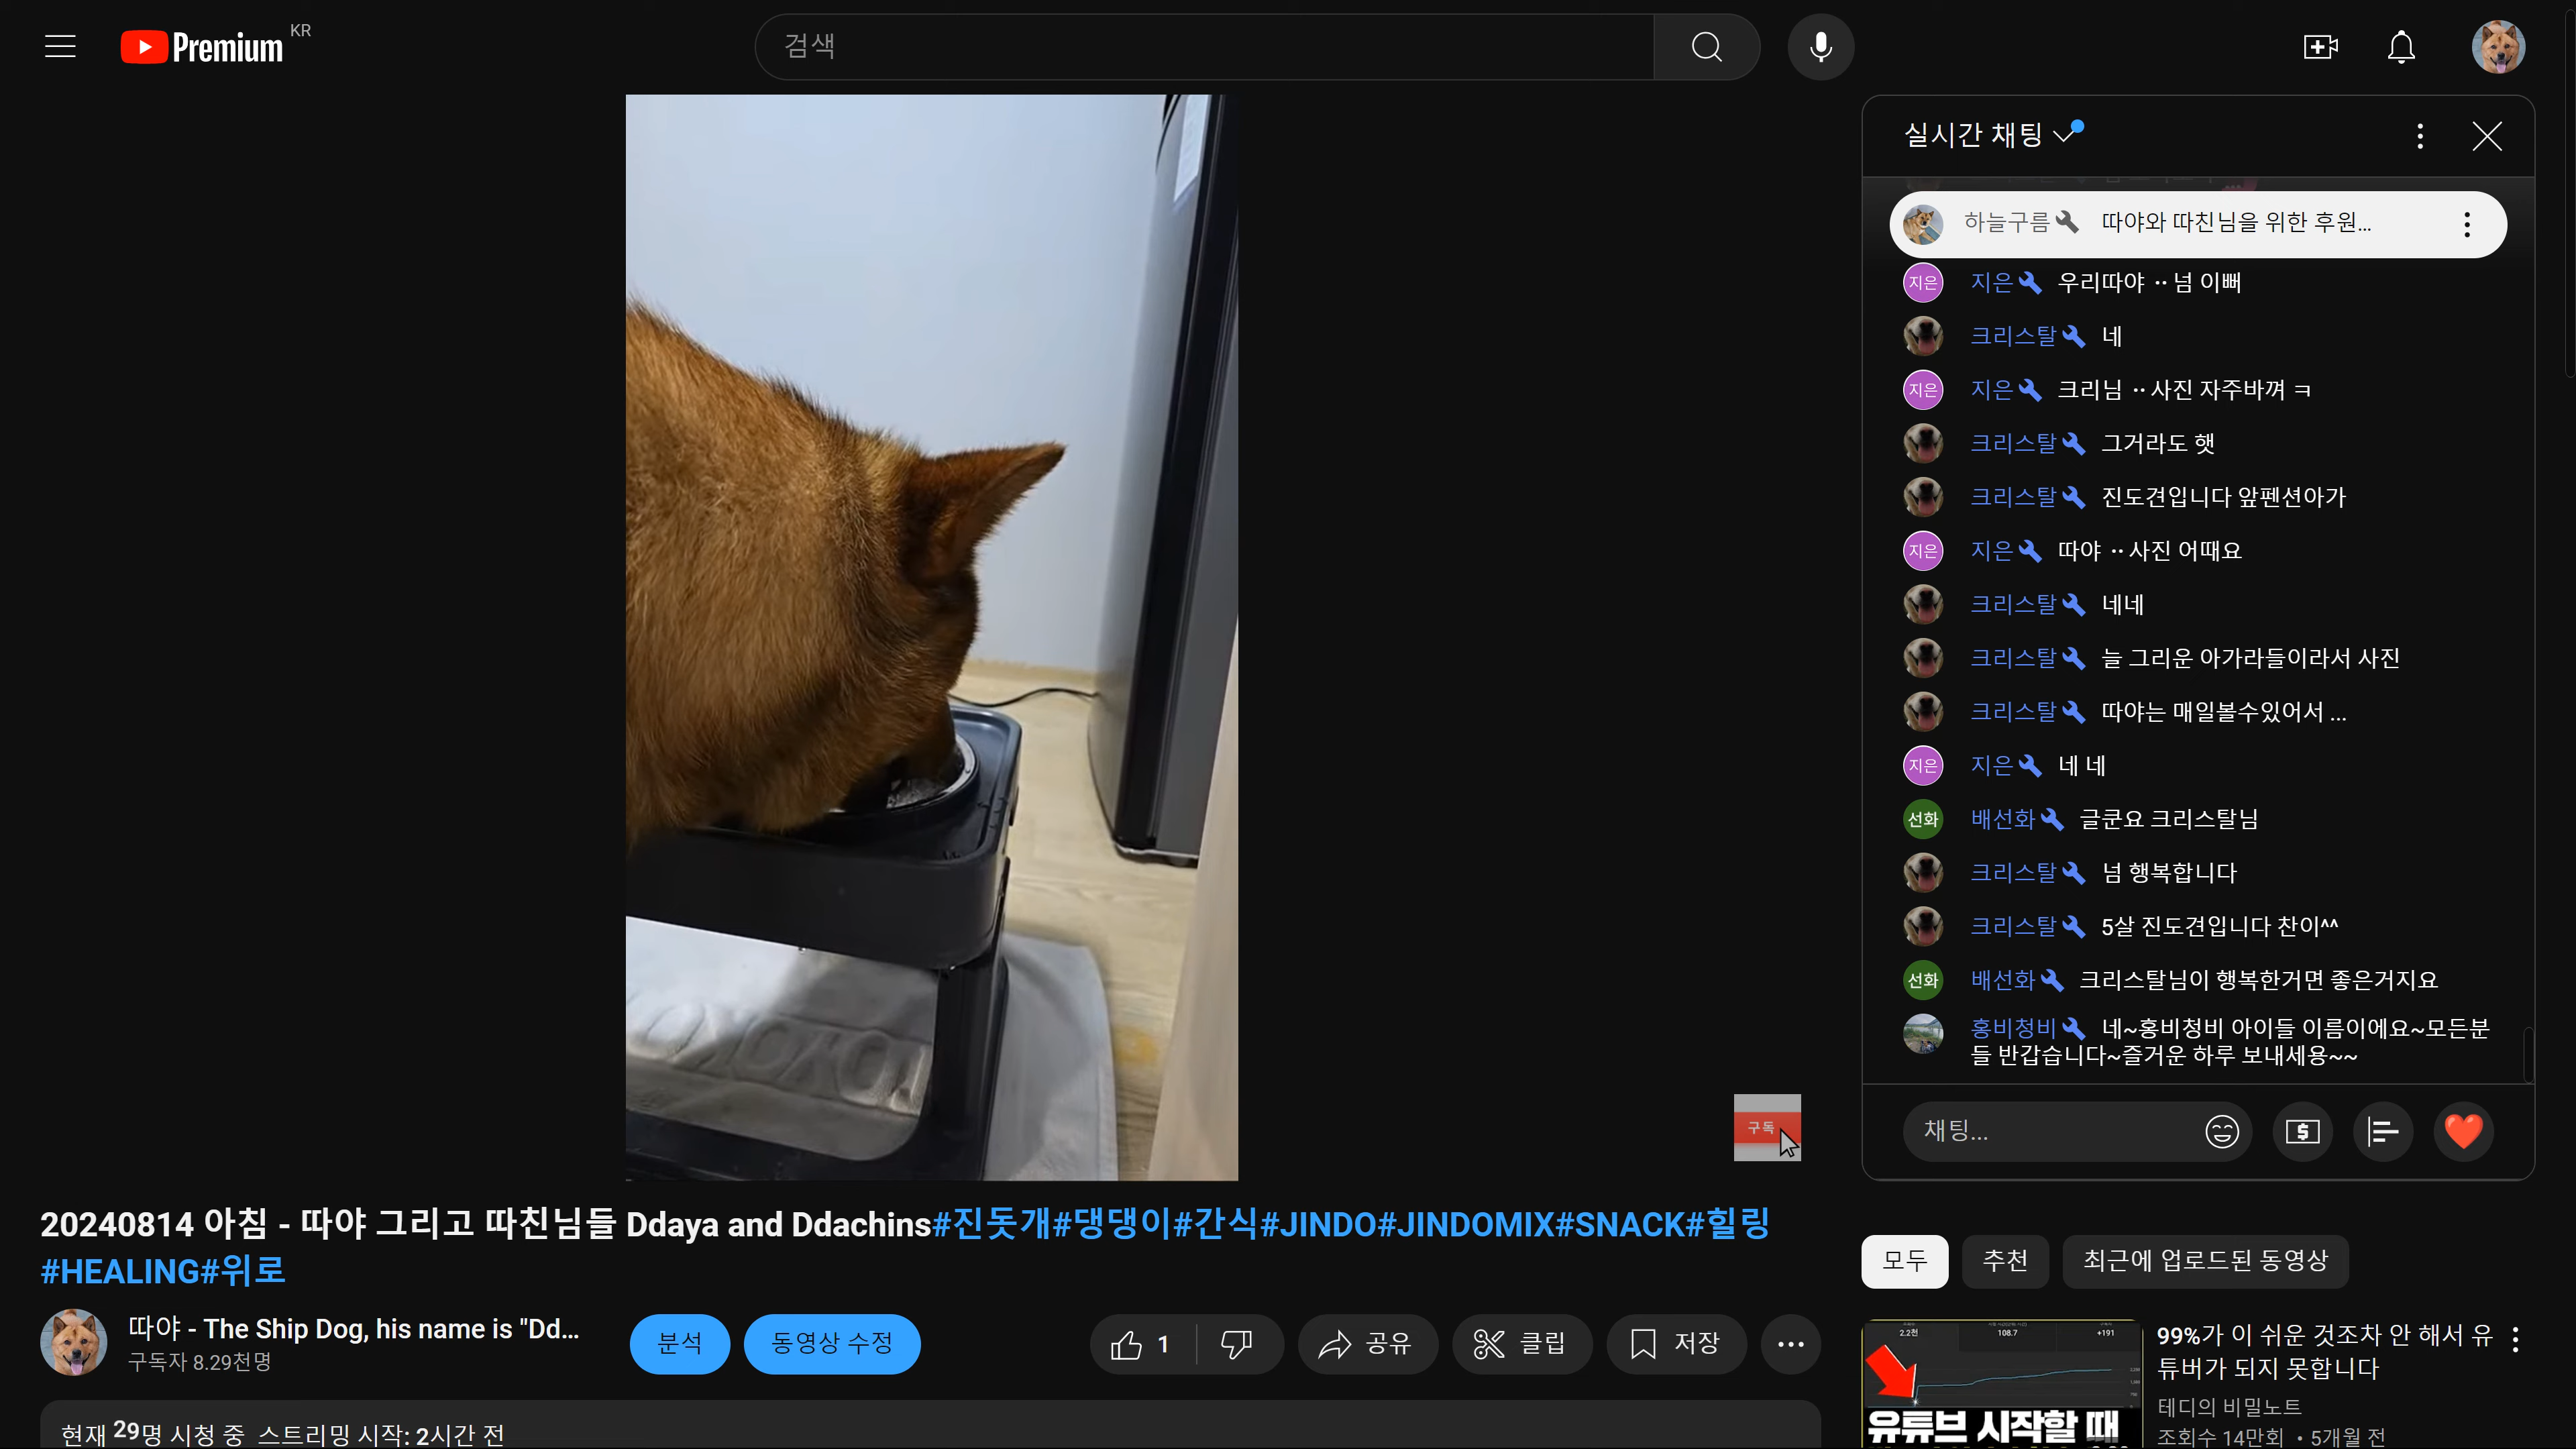 Premium KR
검색
실시간 채팅
하늘구름 따야와 따친님을 위한 후원...
지은 지은 우리따야 ··넘 이뻐
크리스탈 네
지은 지은 크리님 ··사진 자주바껴 ㅋ
크리스탈 그거라도 햇
크리스탈 진도견입니다 앞펜션아가
지은 지은 따야 ··사진 어때요
크리스탈 네네
크리스탈 늘 그리운 아가라들이라서 사진
크리스탈 따야는 매일볼수있어서 ...
지은 지은 네 네
선화 배선화 글쿤요 크리스탈님
크리스탈 넘 행복합니다
크리스탈 5살 진도견입니다 찬이^^
선화 배선화 크리스탈님이 행복한거면 좋은거지요
홍비청비 네~홍비청비 아이들 이름이에요~모든분
들 반갑습니다~즐거운 하루 보내세용~~
채팅...
구독
20240814 아침 - 따야 그리고 따친님들 Ddaya and Ddachins#진돗개#댕댕이#간식#JINDO#JINDOMIX#SNACK#힐링
#HEALING#위로
따야 - The Ship Dog, his name is "Dd...
구독자 8.29천명
분석 동영상 수정
1 공유 클립 저장
현재 29명 시청 중 스트리밍 시작: 2시간 전
모두 추천 최근에 업로드된 동영상
2.2천 108.7 +191
유튜브 시작할 때
99%가 이 쉬운 것조차 안 해서 유
튜버가 되지 못합니다
테디의 비밀노트
조회수 14만회 • 5개월 전